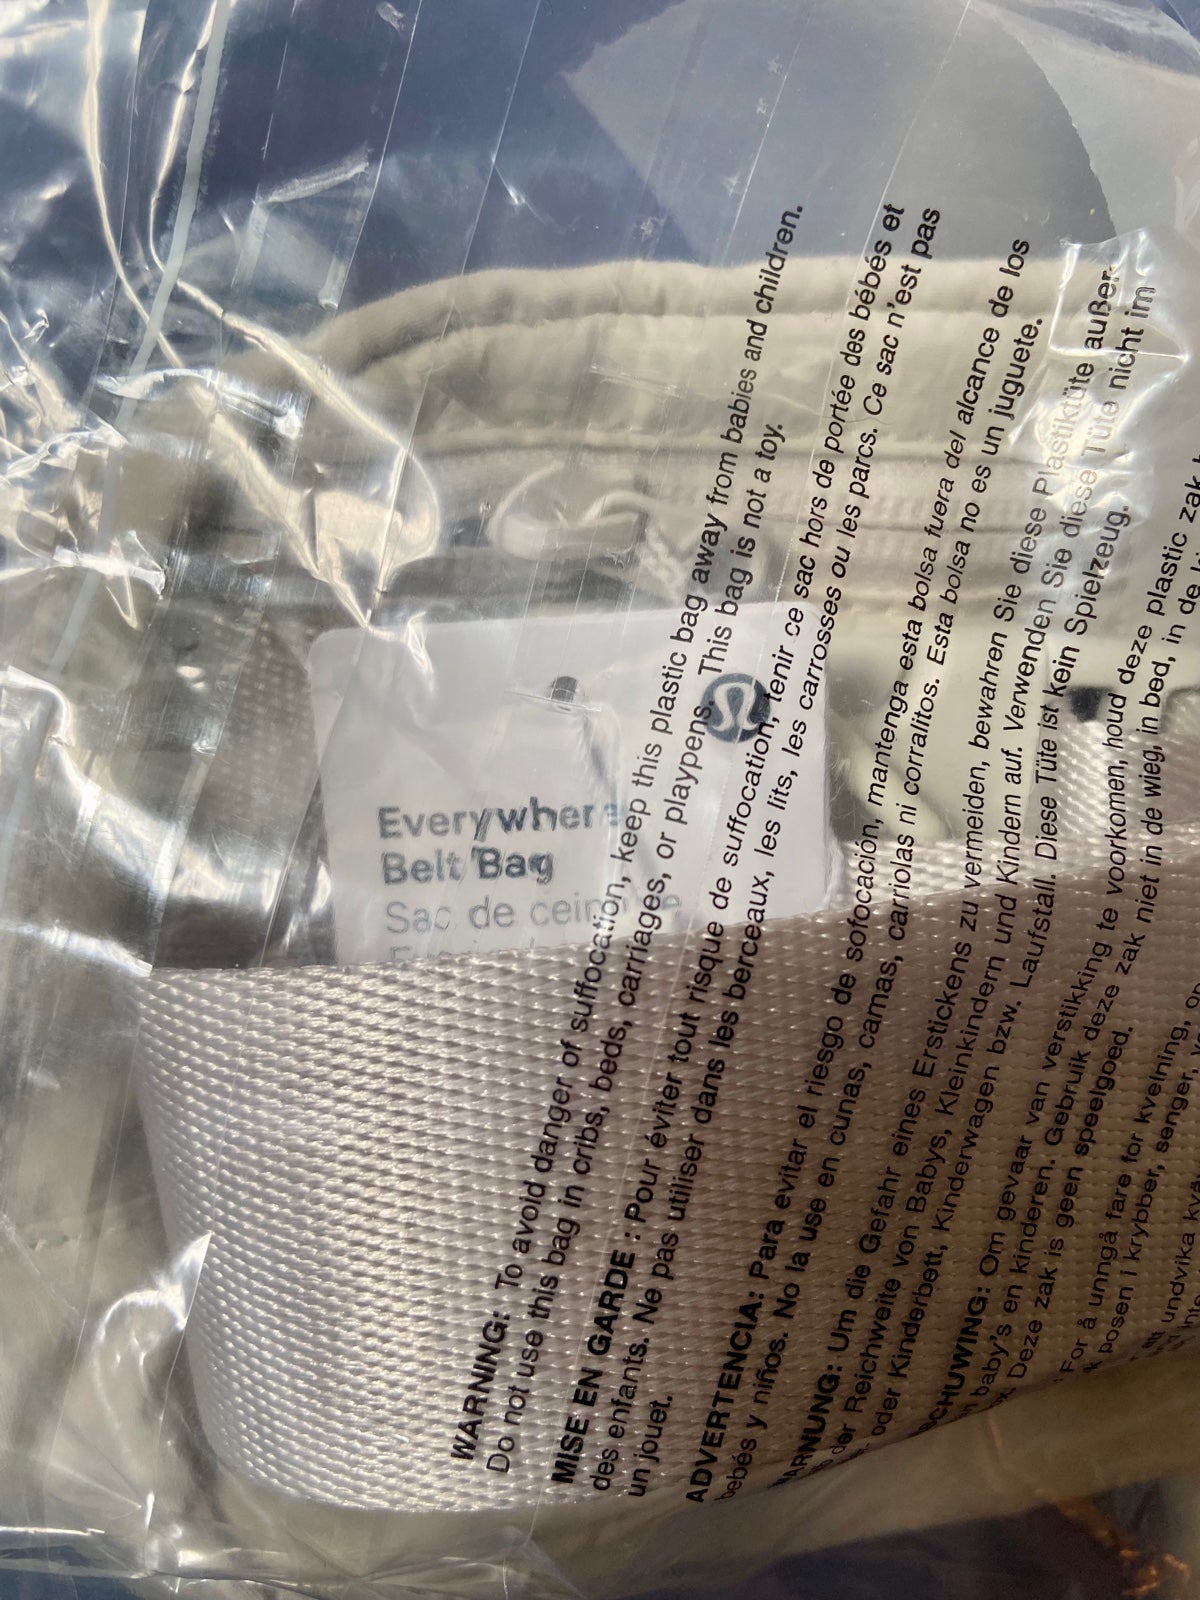 Everywhere
Belt Bag
Sac de ceinture
WARNING: To avoid danger of suffocation, keep this plastic bag away from babies and children.
Do not use this bag in cribs, beds, carriages, or playpens. This bag is not a toy.
MISE EN GARDE : Pour éviter tout risque de suffocation, tenir ce sac hors de portée des bébés et
des enfants. Ne pas utiliser dans les berceaux, les lits, les carrosses ou les parcs. Ce sac n'est pas
un jouet.
ADVERTENCIA: Para evitar el riesgo de sofocación, mantenga esta bolsa fuera del alcance de los
bebés y niños. No la use en cunas, camas, carriolas ni corralitos. Esta bolsa no es un juguete.
WARNUNG: Um die Gefahr eines Erstickens zu vermeiden, bewahren Sie diese Plastiktüte außer-
der Reichweite von Babys, Kleinkindern und Kindern auf. Verwenden Sie diese Tüte nicht im
oder Kinderbett, Kinderwagen bzw. Laufstall. Diese Tüte ist kein Spielzeug.
Om gevaar van verstikking te voorkomen, houd deze plastic zak
baby's en kinderen. Gebruik deze zak niet in de wieg, in bed, in de
Deze zak is geen speelgoed.
For å unngå fare for kvelning,
posen i krybber, senger,
undvika